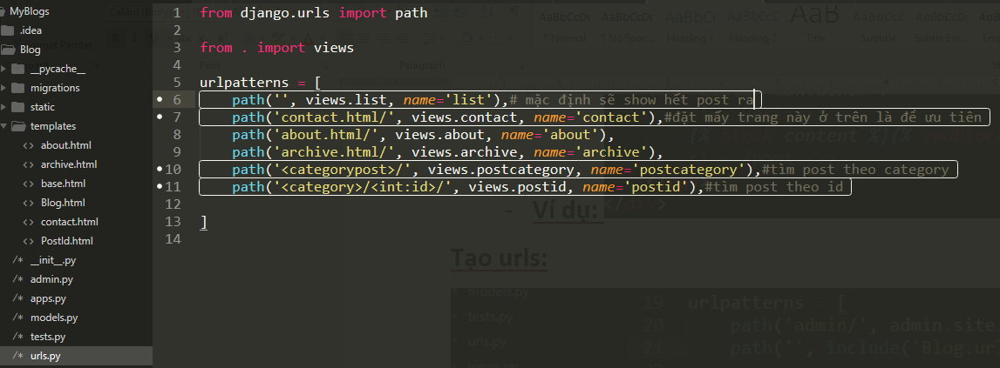 MyBlogs
.idea
Blog
__pycache__
migrations
static
templates
about.html
archive.html
base.html
Blog.html
contact.html
PostId.html
__init__.py
admin.py
apps.py
models.py
tests.py
urls.py
1 from django.urls import path
2
3 from . import views
4
5 urlpatterns = [
6 path('', views.list, name='list'),# mặc định sẽ show hết post ra
7 path('contact.html/', views.contact, name='contact'),#đặt mấy trang này ở trên là để ưu tiên
8 path('about.html/', views.about, name='about'),
9 path('archive.html/', views.archive, name='archive'),
10 path('<categorypost>/', views.postcategory, name='postcategory'),#tìm post theo category
11 path('<category>/<int:id>/', views.postid, name='postid'),#tìm post theo id
12
13 ]
14
- Ví dụ:
Tạo urls:
models.py
tests.py
urls.py
19 urlpatterns = [
20 path('admin/', admin.site
21 path('', include('Blog.ur
AaBbCcDc AaBbCcDc AaBbCc AaBbCcD AaB AaBbCcD
¶ Normal ¶ No Spac... Heading 1 Heading 2 Title Subtitle Subtle Em...
Paragraph